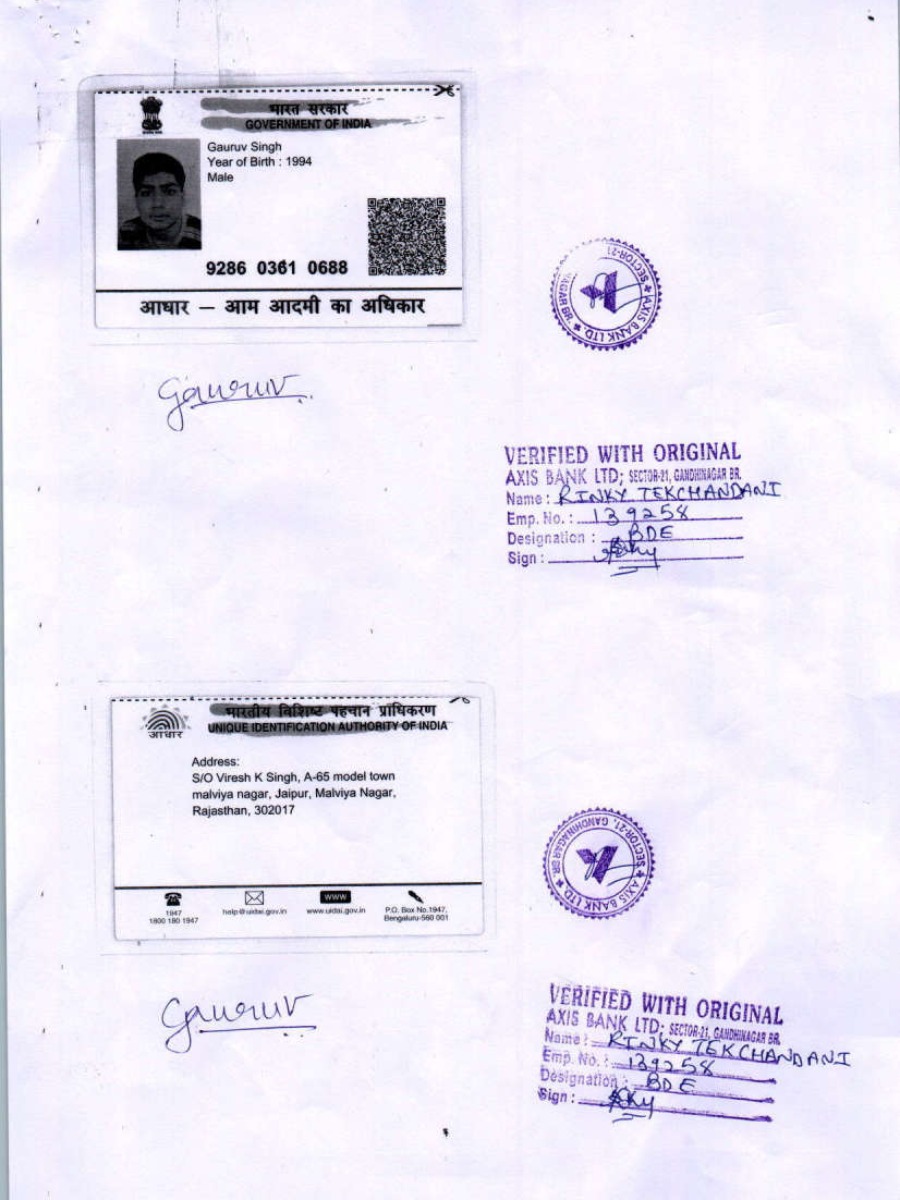 भारत सरकार
GOVERNMENT OF INDIA
Gauruv Singh
Year of Birth : 1994
Male
9286 0361 0688
आधार – आम आदमी का अधिकार
SECTOR-21, AXIS BANK LTD.
Gauruv
VERIFIED WITH ORIGINAL
AXIS BANK LTD; SECTOR-21, GANDHINAGAR BR.
Name : RINKY TEKCHANDANI
Emp. No. : 139258
Designation : BDE
Sign :
भारतीय विशिष्ट पहचान प्राधिकरण
UNIQUE IDENTIFICATION AUTHORITY OF INDIA
आधार
Address:
S/O Viresh K Singh, A-65 model town
malviya nagar, Jaipur, Malviya Nagar,
Rajasthan, 302017
WWW
1947
1800 180 1947
help@uidai.gov.in
www.uidai.gov.in
P.O. Box No.1947,
Bengaluru-560 001
AXIS BANK LTD. SECTOR-21, GANDHINAGAR BR.
Gauruv
VERIFIED WITH ORIGINAL
AXIS BANK LTD; SECTOR-21, GANDHINAGAR BR.
Name : RINKY TEKCHANDANI
Emp. No. : 139258
Designation : BDE
Sign :